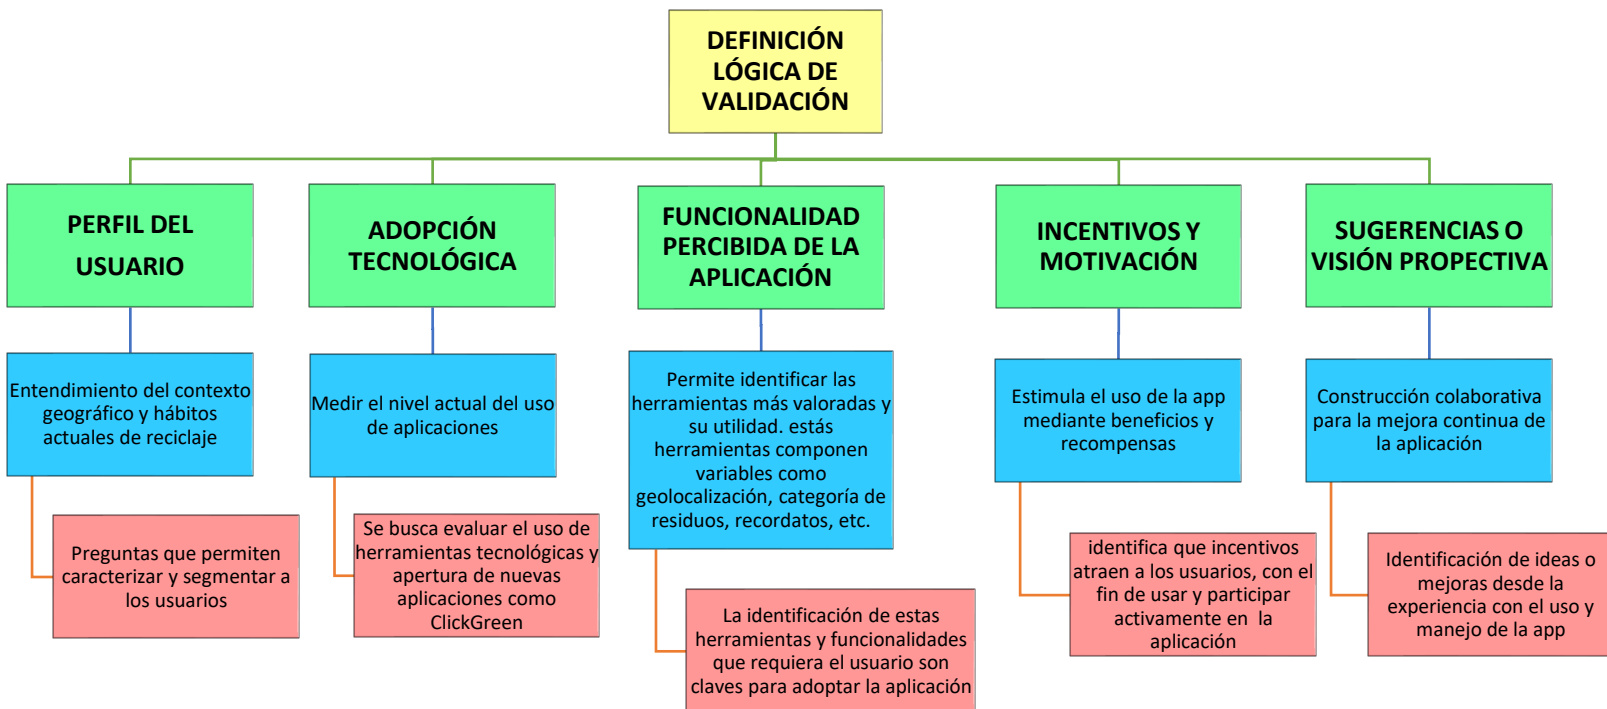 DEFINICIÓN
LÓGICA DE
VALIDACIÓN
PERFIL DEL
USUARIO
ADOPCIÓN
TECNOLÓGICA
FUNCIONALIDAD
PERCIBIDA DE LA
APLICACIÓN
INCENTIVOS Y
MOTIVACIÓN
SUGERENCIAS O
VISIÓN PROPECTIVA
Entendimiento del contexto
geográfico y hábitos
actuales de reciclaje
Medir el nivel actual del uso
de aplicaciones
Permite identificar las
herramientas más valoradas y
su utilidad. estás
herramientas componen
variables como
geolocalización, categoría de
residuos, recordatos, etc.
Estimula el uso de la app
mediante beneficios y
recompensas
Construcción colaborativa
para la mejora continua de
la aplicación
Preguntas que permiten
caracterizar y segmentar a
los usuarios
Se busca evaluar el uso de
herramientas tecnológicas y
apertura de nuevas
aplicaciones como
ClickGreen
La identificación de estas
herramientas y funcionalidades
que requiera el usuario son
claves para adoptar la aplicación
identifica que incentivos
atraen a los usuarios, con el
fin de usar y participar
activamente en  la
aplicación
Identificación de ideas o
mejoras desde la
experiencia con el uso y
manejo de la app